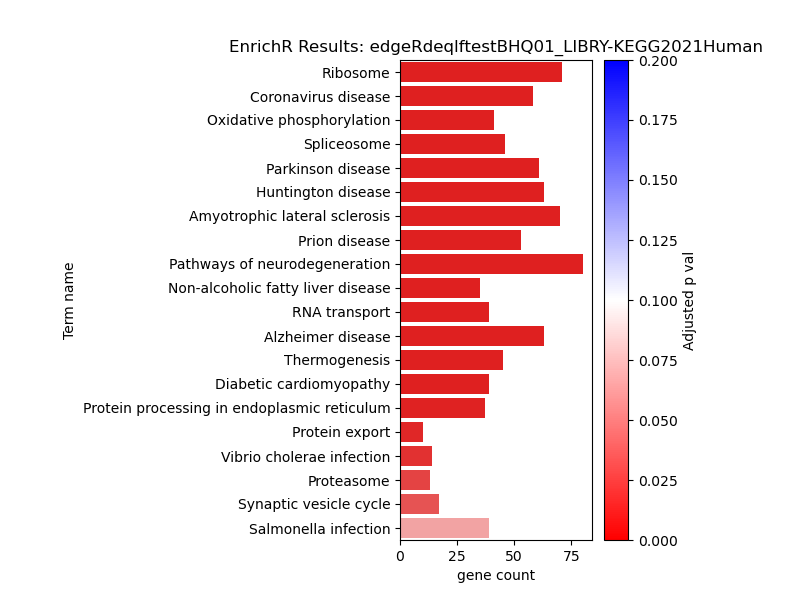 EnrichR Results: edgeRdeqlftestBHQ01_LIBRY-KEGG2021Human
Ribosome
Coronavirus disease
Oxidative phosphorylation
Spliceosome
Parkinson disease
Huntington disease
Amyotrophic lateral sclerosis
Prion disease
Pathways of neurodegeneration
Non-alcoholic fatty liver disease
RNA transport
Alzheimer disease
Thermogenesis
Diabetic cardiomyopathy
Protein processing in endoplasmic reticulum
Protein export
Vibrio cholerae infection
Proteasome
Synaptic vesicle cycle
Salmonella infection
Term name
0 25 50 75
gene count
0.200
0.175
0.150
0.125
0.100
0.075
0.050
0.025
0.000
Adjusted p val